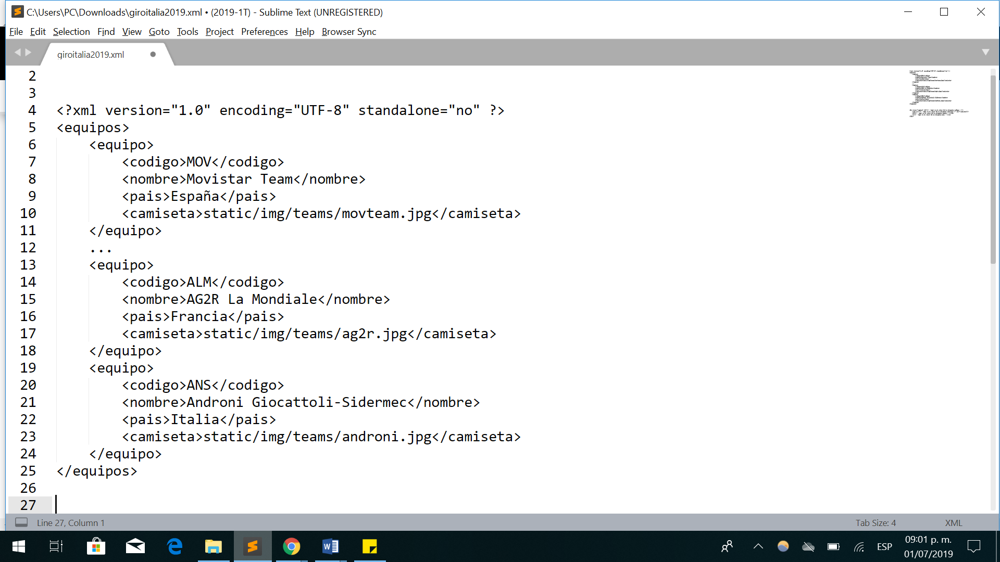 C:\Users\PC\Downloads\giroitalia2019.xml • (2019-1T) - Sublime Text (UNREGISTERED)
File Edit Selection Find View Goto Tools Project Preferences Help Browser Sync
giroitalia2019.xml
2
3
4 <?xml version="1.0" encoding="UTF-8" standalone="no" ?>
5 <equipos>
6 <equipo>
7 <codigo>MOV</codigo>
8 <nombre>Movistar Team</nombre>
9 <pais>España</pais>
10 <camiseta>static/img/teams/movteam.jpg</camiseta>
11 </equipo>
12 ...
13 <equipo>
14 <codigo>ALM</codigo>
15 <nombre>AG2R La Mondiale</nombre>
16 <pais>Francia</pais>
17 <camiseta>static/img/teams/ag2r.jpg</camiseta>
18 </equipo>
19 <equipo>
20 <codigo>ANS</codigo>
21 <nombre>Androni Giocattoli-Sidermec</nombre>
22 <pais>Italia</pais>
23 <camiseta>static/img/teams/androni.jpg</camiseta>
24 </equipo>
25 </equipos>
26
27
Line 27, Column 1 Tab Size: 4 XML
ESP 09:01 p. m.
01/07/2019